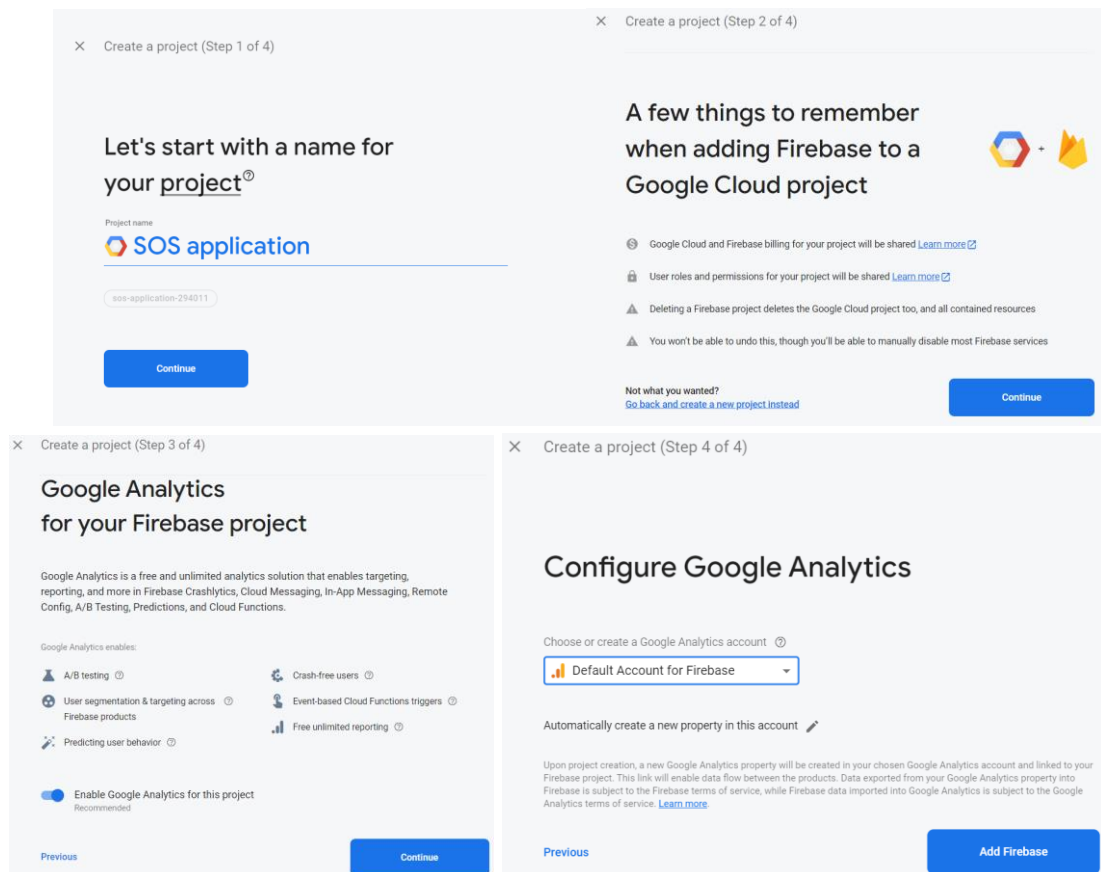 Create a project (Step 1 of 4)
Let's start with a name for
your project
Project name
SOS application
sos-application-294011
Continue
Create a project (Step 2 of 4)
A few things to remember
when adding Firebase to a
Google Cloud project
+
Google Cloud and Firebase billing for your project will be shared Learn more
User roles and permissions for your project will be shared Learn more
Deleting a Firebase project deletes the Google Cloud project too, and all contained resources
You won't be able to undo this, though you'll be able to manually disable most Firebase services
Not what you wanted?
Go back and create a new project instead
Continue
Create a project (Step 3 of 4)
Google Analytics
for your Firebase project
Google Analytics is a free and unlimited analytics solution that enables targeting,
reporting, and more in Firebase Crashlytics, Cloud Messaging, In-App Messaging, Remote
Config, A/B Testing, Predictions, and Cloud Functions.
Google Analytics enables:
A/B testing
User segmentation & targeting across
Firebase products
Predicting user behavior
Crash-free users
Event-based Cloud Functions triggers
Free unlimited reporting
Enable Google Analytics for this project
Recommended
Previous
Continue
Create a project (Step 4 of 4)
Configure Google Analytics
Choose or create a Google Analytics account
Default Account for Firebase
Automatically create a new property in this account
Upon project creation, a new Google Analytics property will be created in your chosen Google Analytics account and linked to your
Firebase project. This link will enable data flow between the products. Data exported from your Google Analytics property into
Firebase is subject to the Firebase terms of service, while Firebase data imported into Google Analytics is subject to the Google
Analytics terms of service. Learn more.
Previous
Add Firebase